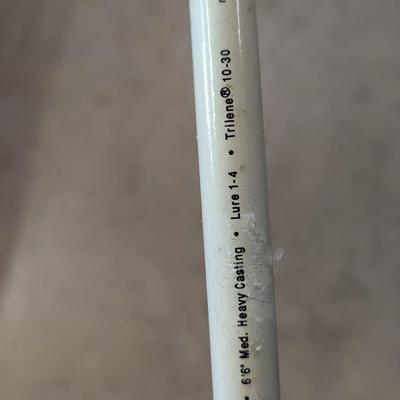 • 6'6" Med. Heavy Casting • Lure 1-4 • Trilene® 10-30